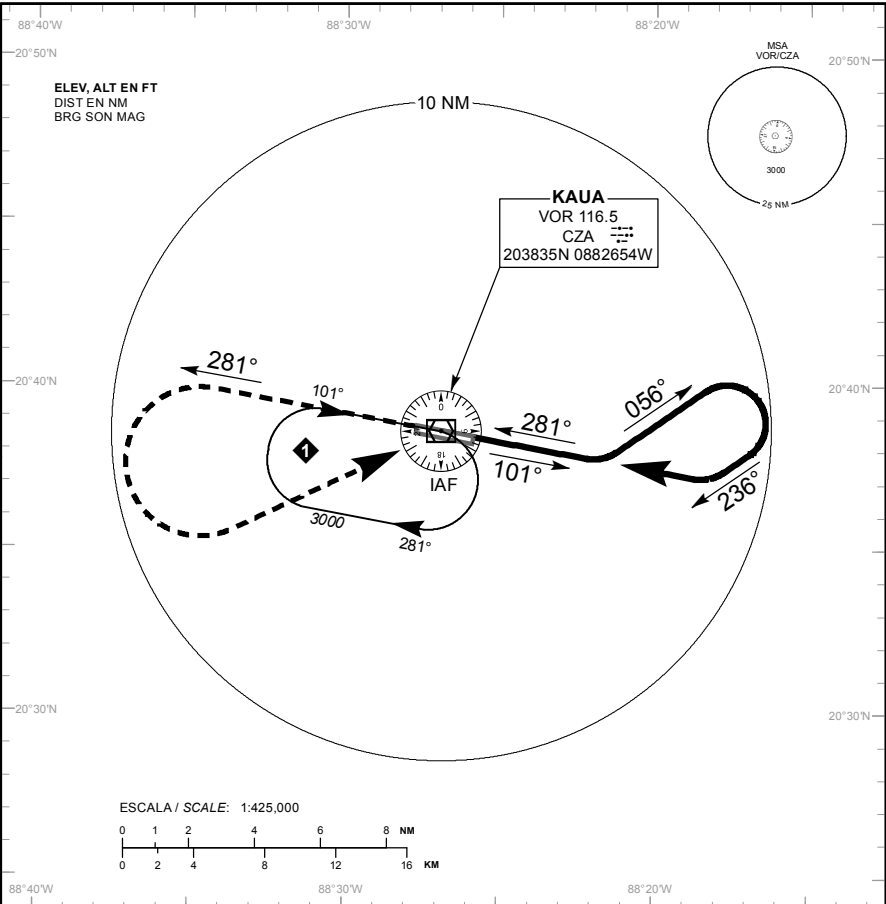 88°40'W 88°30'W 88°20'W
20°50'N
20°50'N
MSA
VOR/CZA
3000
25 NM
ELEV, ALT EN FT
DIST EN NM
BRG SON MAG
10 NM
KAUA
VOR 116.5
CZA
203835N 0882654W
20°40'N
20°40'N
281°
101°
056°
281°
101°
236°
1
0
18
IAF
3000
281°
20°30'N
20°30'N
ESCALA / SCALE: 1:425,000
0 1 2 4 6 8 NM
0 2 4 8 12 16 KM
88°40'W 88°30'W 88°20'W